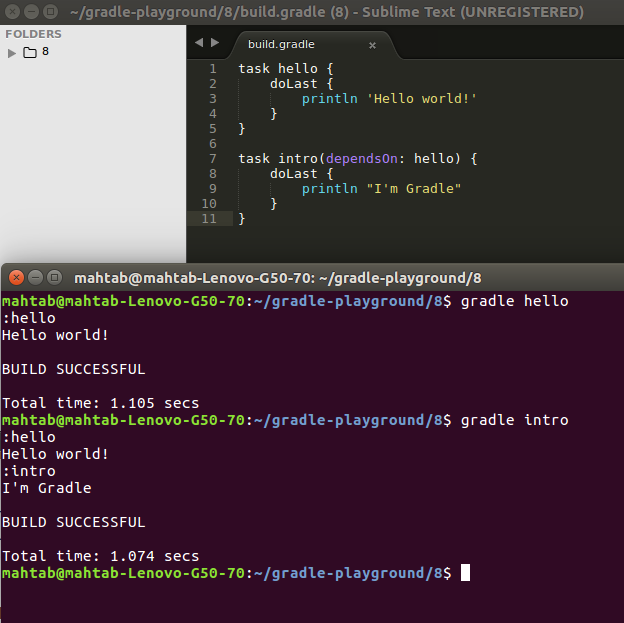 ~/gradle-playground/8/build.gradle (8) - Sublime Text (UNREGISTERED)
FOLDERS
8
build.gradle
1 task hello {
2 doLast {
3 println 'Hello world!'
4 }
5 }
6
7 task intro(dependsOn: hello) {
8 doLast {
9 println "I'm Gradle"
10 }
11 }
mahtab@mahtab-Lenovo-G50-70: ~/gradle-playground/8
mahtab@mahtab-Lenovo-G50-70:~/gradle-playground/8$ gradle hello
:hello
Hello world!
BUILD SUCCESSFUL
Total time: 1.105 secs
mahtab@mahtab-Lenovo-G50-70:~/gradle-playground/8$ gradle intro
:hello
Hello world!
:intro
I'm Gradle
BUILD SUCCESSFUL
Total time: 1.074 secs
mahtab@mahtab-Lenovo-G50-70:~/gradle-playground/8$